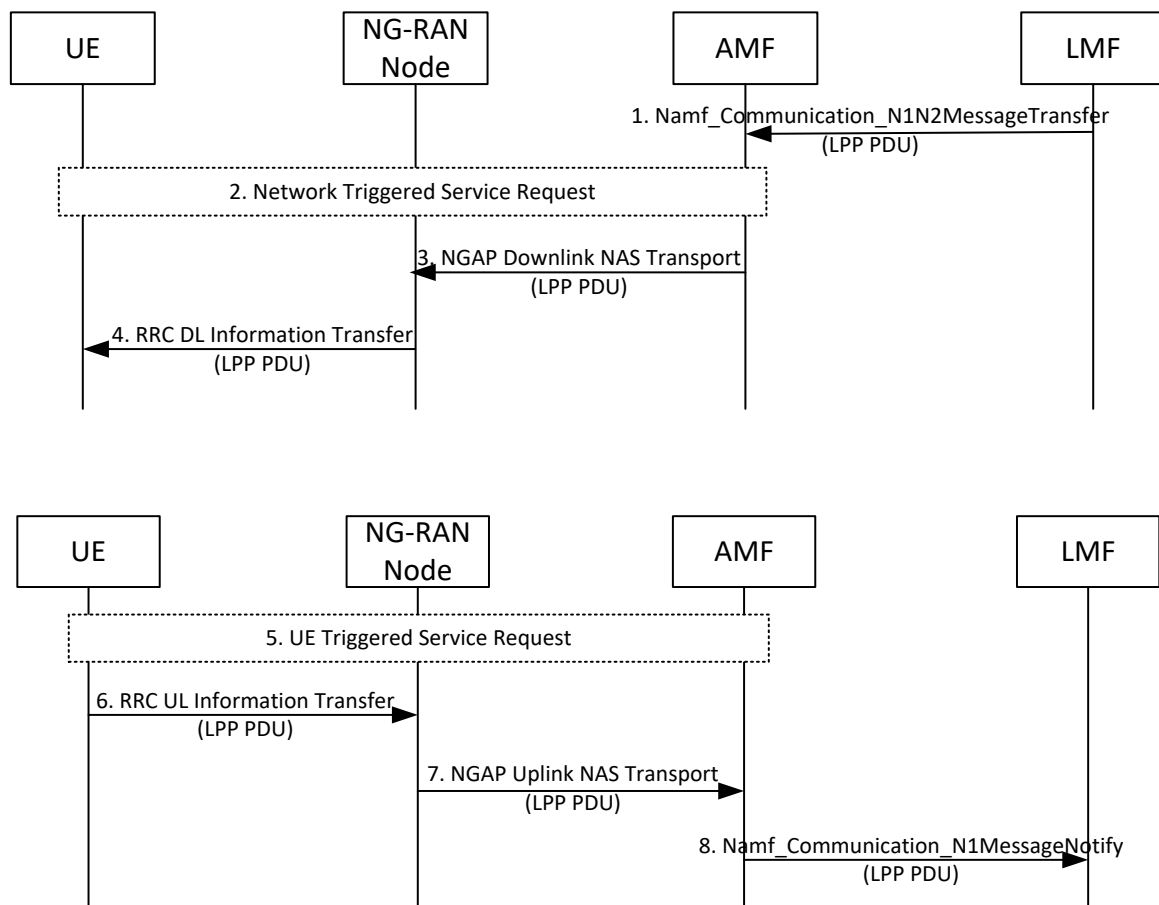 UE
NG-RAN
Node
AMF
LMF
1. Namf_Communication_N1N2MessageTransfer
(LPP PDU)
2. Network Triggered Service Request
3. NGAP Downlink NAS Transport
(LPP PDU)
4. RRC DL Information Transfer
(LPP PDU)
UE
NG-RAN
Node
AMF
LMF
5. UE Triggered Service Request
6. RRC UL Information Transfer
(LPP PDU)
7. NGAP Uplink NAS Transport
(LPP PDU)
8. Namf_Communication_N1MessageNotify
(LPP PDU)